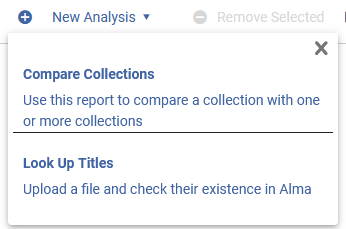 New Analysis Remove Selected
Compare Collections
Use this report to compare a collection with one
or more collections
Look Up Titles
Upload a file and check their existence in Alma